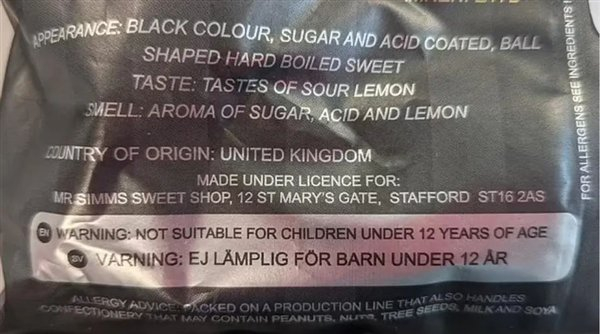 APPEARANCE: BLACK COLOUR, SUGAR AND ACID COATED, BALL
SHAPED HARD BOILED SWEET
TASTE: TASTES OF SOUR LEMON
SMELL: AROMA OF SUGAR, ACID AND LEMON
COUNTRY OF ORIGIN: UNITED KINGDOM
MADE UNDER LICENCE FOR:
MR SIMMS SWEET SHOP, 12 ST MARY'S GATE, STAFFORD ST16 2AS
EN WARNING: NOT SUITABLE FOR CHILDREN UNDER 12 YEARS OF AGE
SV VARNING: EJ LÄMPLIG FÖR BARN UNDER 12 ÅR
ALLERGY ADVICE: PACKED ON A PRODUCTION LINE THAT ALSO HANDLES
CONFECTIONERY THAT MAY CONTAIN PEANUTS, NUTS, TREE SEEDS, MILK AND SOYA
FOR ALLERGENS SEE INGREDIENTS